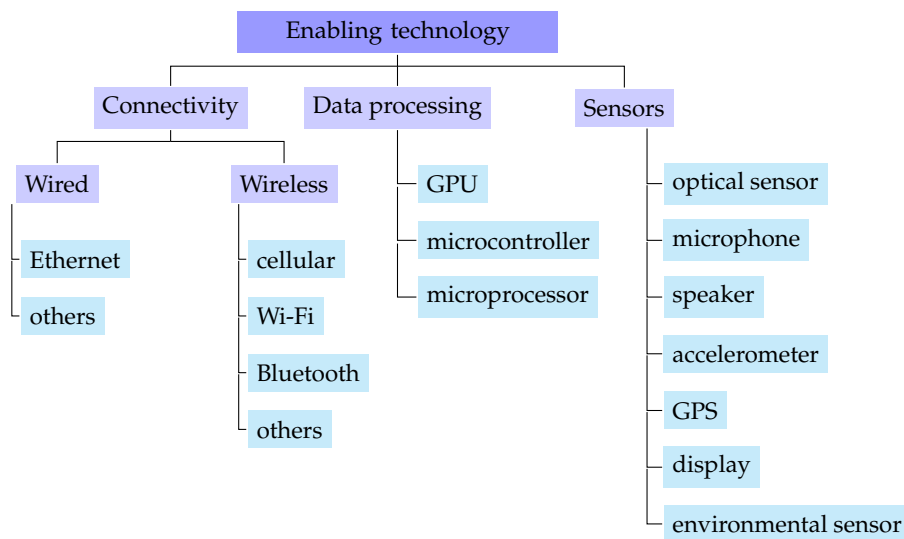 Enabling technology
Connectivity
Data processing
Sensors
Wired
Wireless
Ethernet
others
cellular
Wi-Fi
Bluetooth
others
GPU
microcontroller
microprocessor
optical sensor
microphone
speaker
accelerometer
GPS
display
environmental sensor